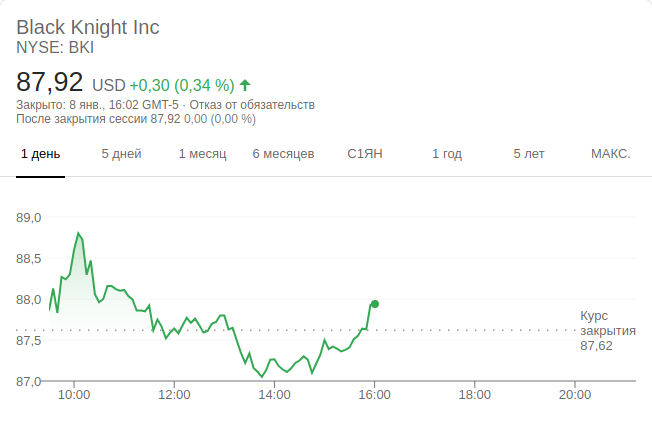 Black Knight Inc
NYSE: BKI
87,92 USD +0,30 (0,34 %)
Закрыто: 8 янв., 16:02 GMT-5 · Отказ от обязательств
После закрытия сессии 87,92 0,00 (0,00 %)
1 день 5 дней 1 месяц 6 месяцев С1ЯН 1 год 5 лет МАКС.
89,0
88,5
88,0
Курс
закрытия
87,5
87,62
87,0
10:00 12:00 14:00 16:00 18:00 20:00